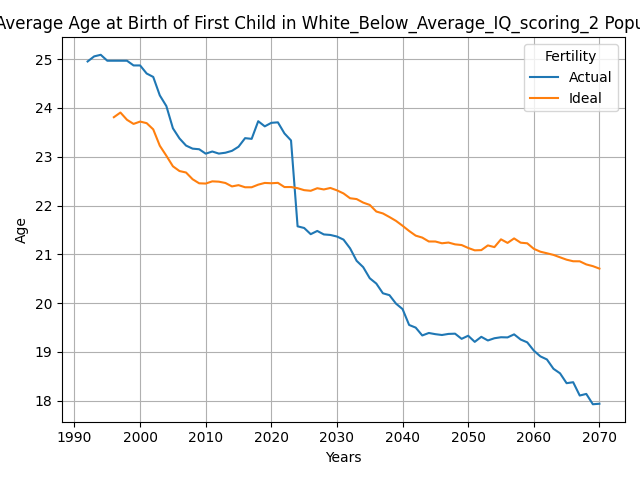 Average Age at Birth of First Child in White_Below_Average_IQ_scoring_2 Popu
Fertility
Actual
Ideal
Age
25
24
23
22
21
20
19
18
1990 2000 2010 2020 2030 2040 2050 2060 2070
Years